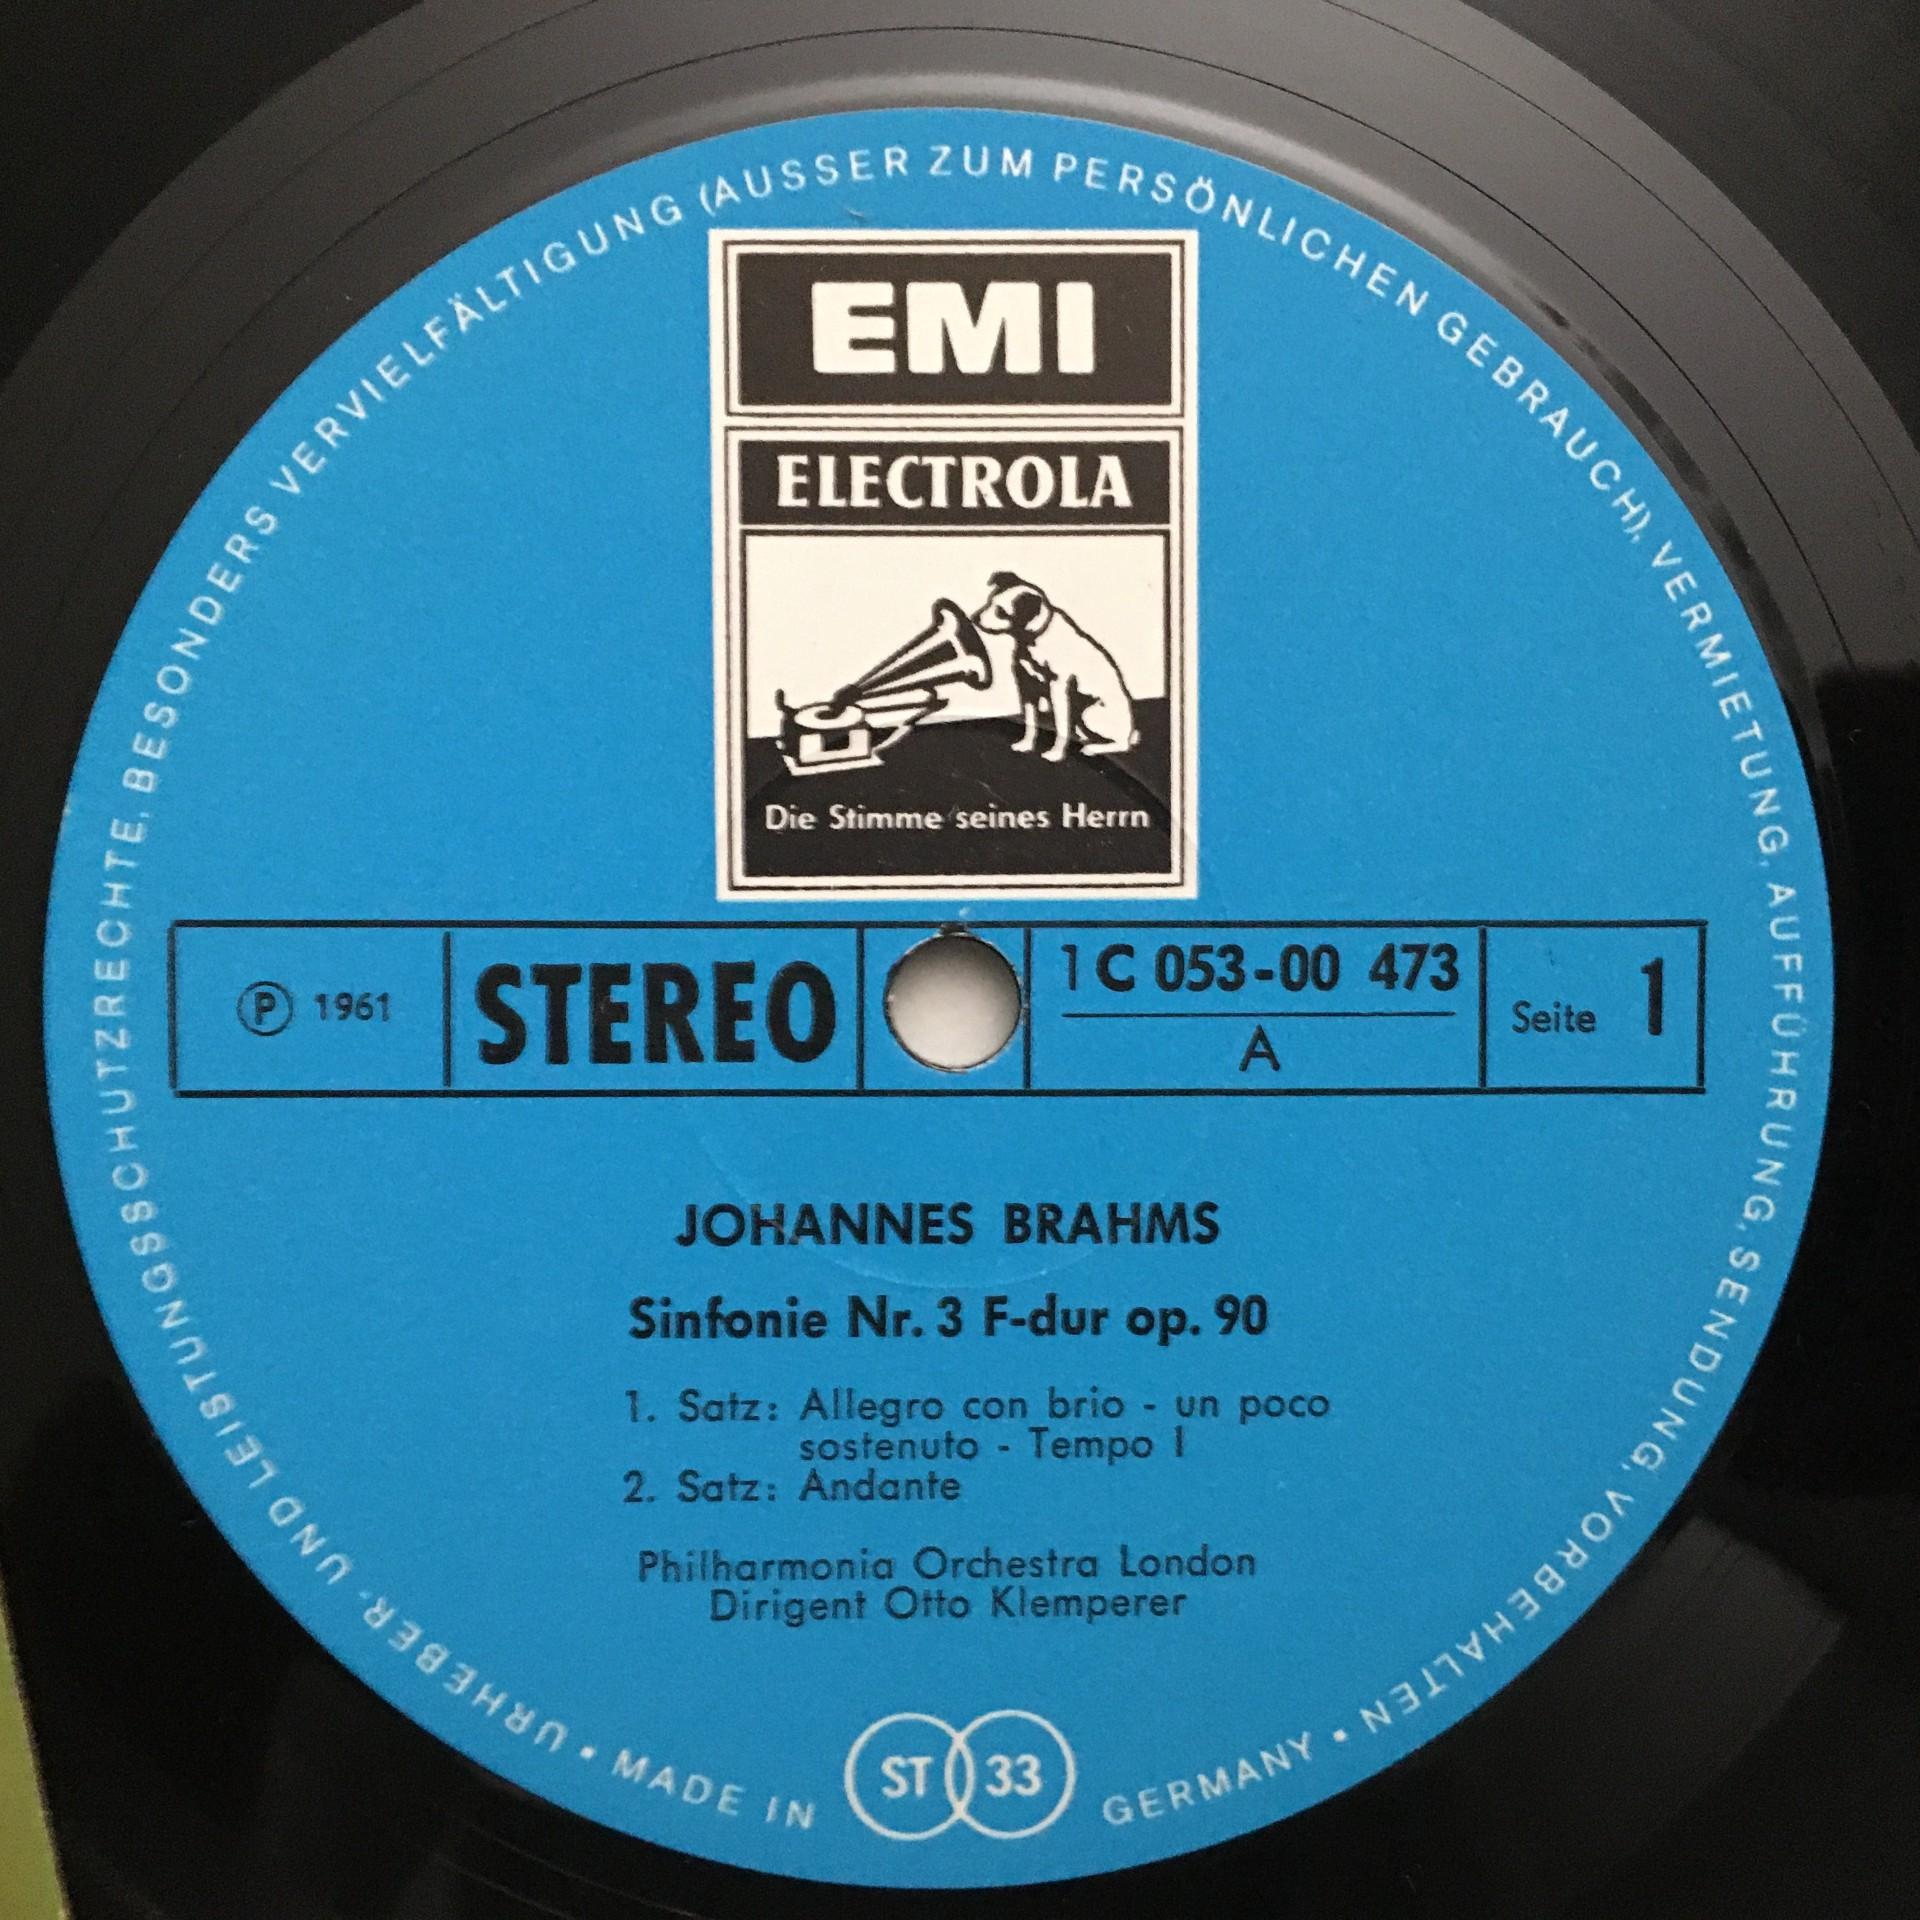 EMI
ELECTROLA
Die Stimme seines Herrn
Ⓟ 1961
STEREO
1 C 053-00 473
A
Seite 1
JOHANNES BRAHMS
Sinfonie Nr. 3 F-dur op. 90
1. Satz: Allegro con brio - un poco
sostenuto - Tempo I
2. Satz: Andante
Philharmonia Orchestra London
Dirigent Otto Klemperer
ST 33
URHEBER- UND LEISTUNGSSCHUTZRECHTE, BESONDERS VERVIELFÄLTIGUNG (AUSSER ZUM PERSÖNLICHEN GEBRAUCH), VERMIETUNG, AUFFÜHRUNG, SENDUNG, VORBEHALTEN •
MADE IN GERMANY •